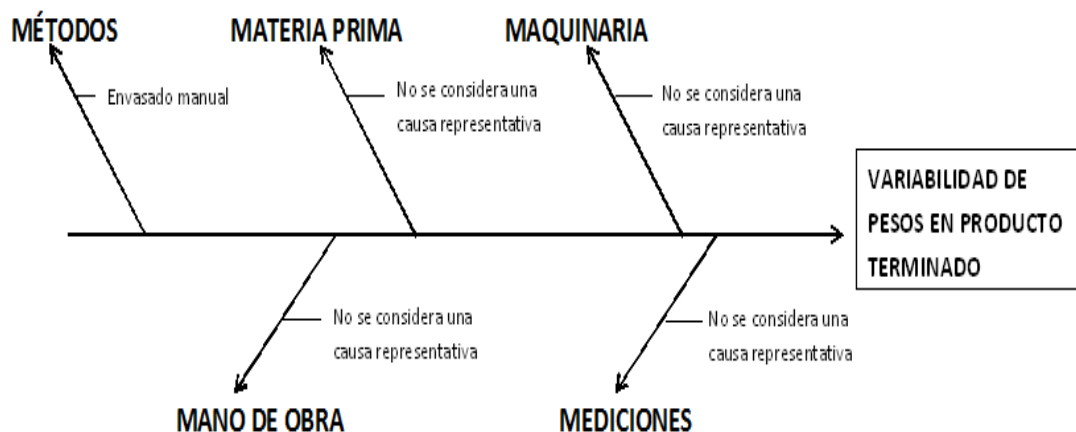 MÉTODOS
MATERIA PRIMA
MAQUINARIA
Envasado manual
No se considera una
causa representativa
No se considera una
causa representativa
VARIABILIDAD DE
PESOS EN PRODUCTO
TERMINADO
No se considera una
causa representativa
No se considera una
causa representativa
MANO DE OBRA
MEDICIONES